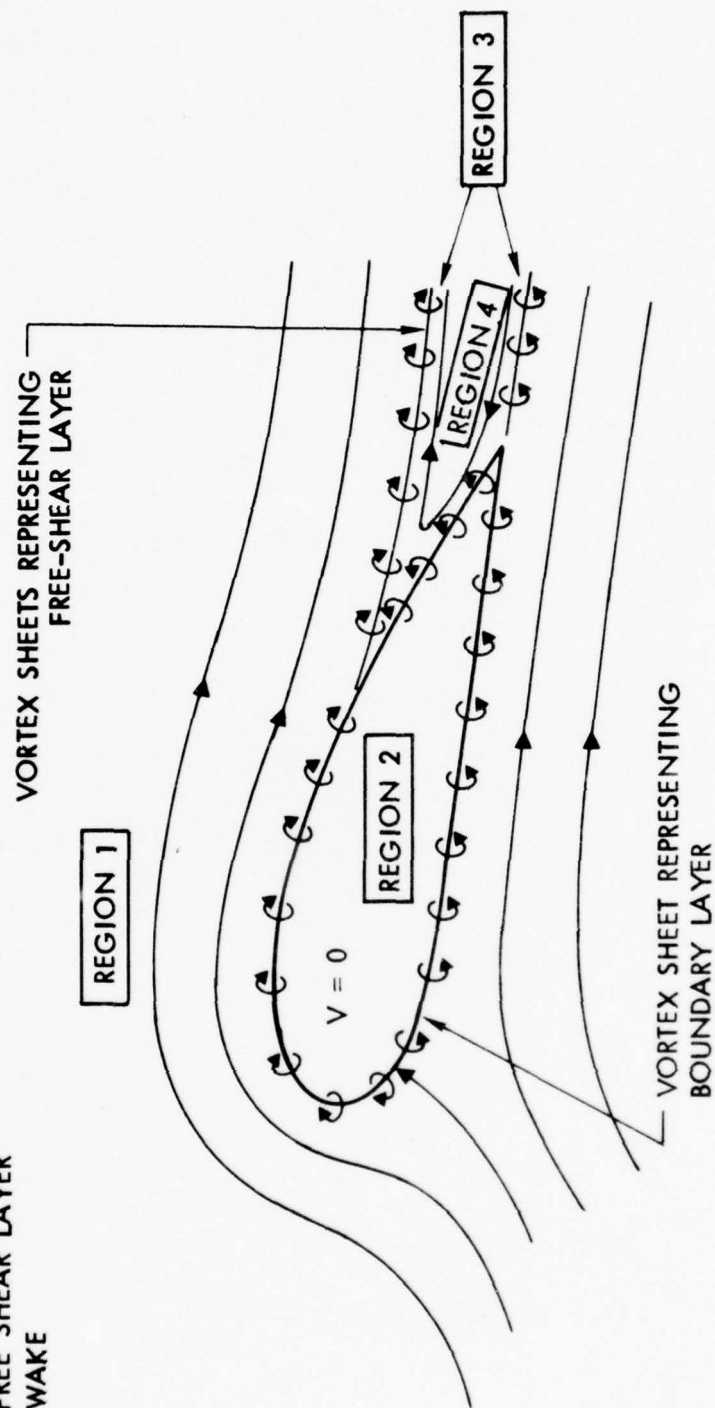 FREE SHEAR LAYER
WAKE
VORTEX SHEETS REPRESENTING
FREE-SHEAR LAYER
REGION 1
REGION 3
REGION 4
REGION 2
V = 0
VORTEX SHEET REPRESENTING
BOUNDARY LAYER